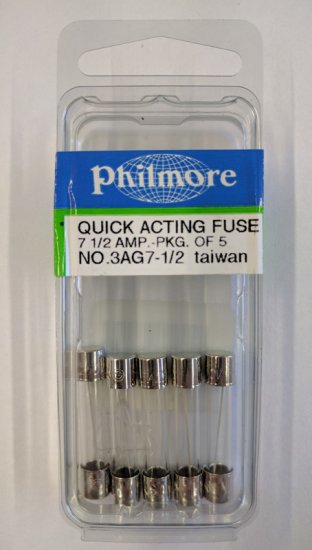 Philmore
QUICK ACTING FUSE
7 1/2 AMP.-PKG. OF 5
NO.3AG7-1/2 taiwan